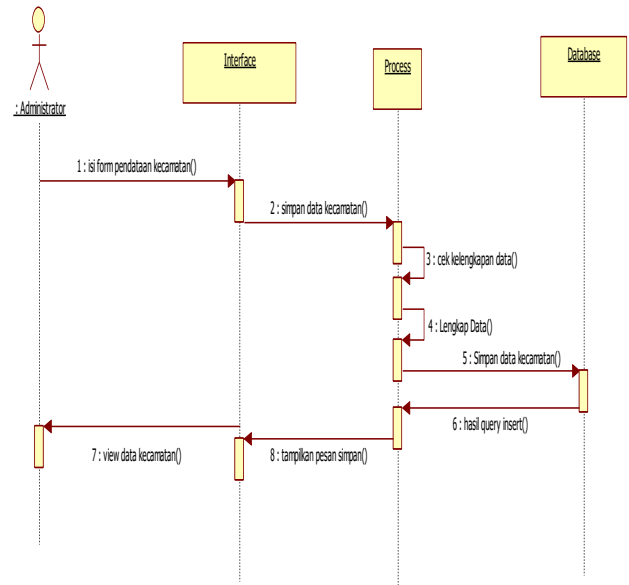 : Administrator
Interface
Process
Database
1 : isi form pendataan kecamatan()
2 : simpan data kecamatan()
3 : cek kelengkapan data()
4 : Lengkap Data()
5 : Simpan data kecamatan()
6 : hasil query insert()
7 : view data kecamatan()
8 : tampilkan pesan simpan()